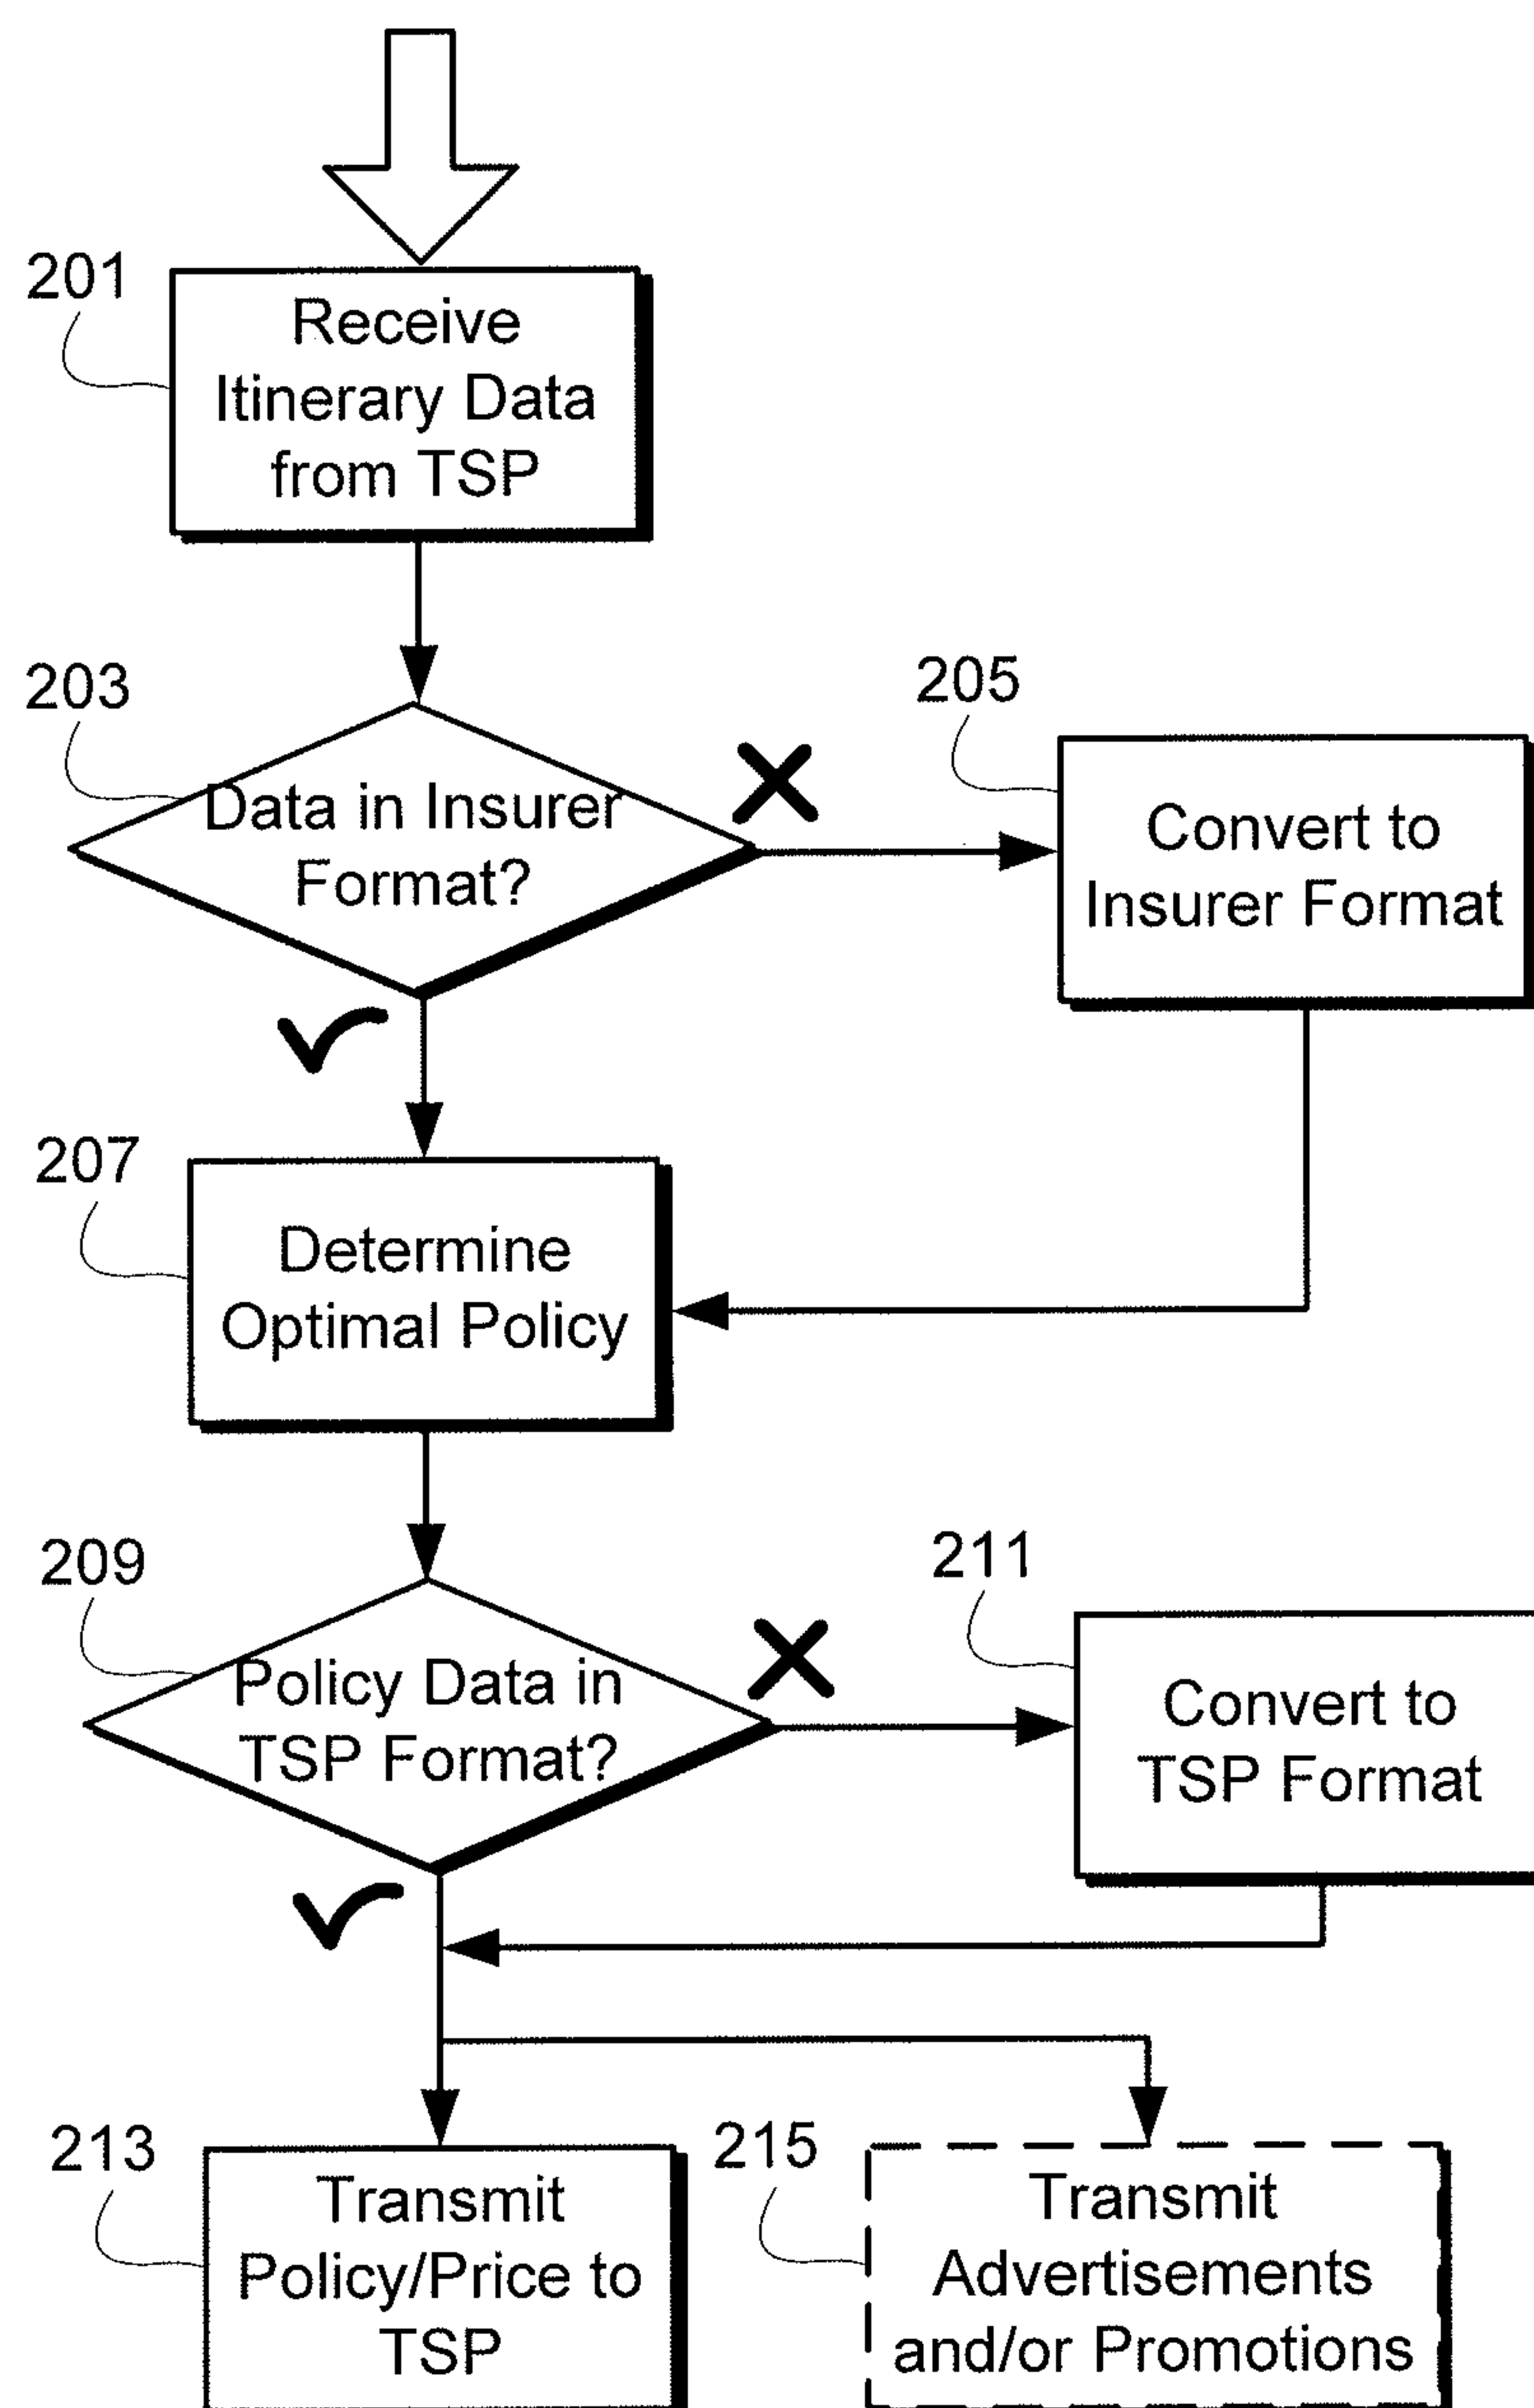 201
Receive
Itinerary Data
from TSP
203
Data in Insurer
Format?
205
Convert to
Insurer Format
207
Determine
Optimal Policy
209
Policy Data in
TSP Format?
211
Convert to
TSP Format
213
Transmit
Policy/Price to
TSP
215
Transmit
Advertisements
and/or Promotions